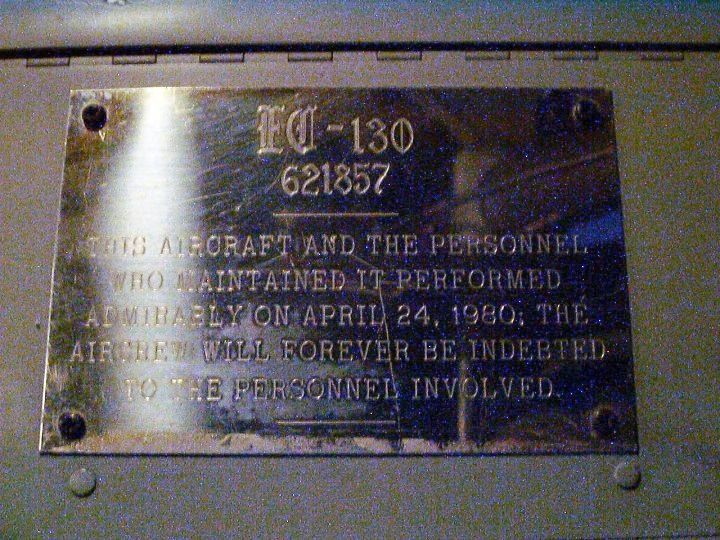 EC-130
621857
THIS AIRCRAFT AND THE PERSONNEL
WHO MAINTAINED IT PERFORMED
ADMIRABLY ON APRIL 24, 1980; THE
AIRCREW WILL FOREVER BE INDEBTED
TO THE PERSONNEL INVOLVED.